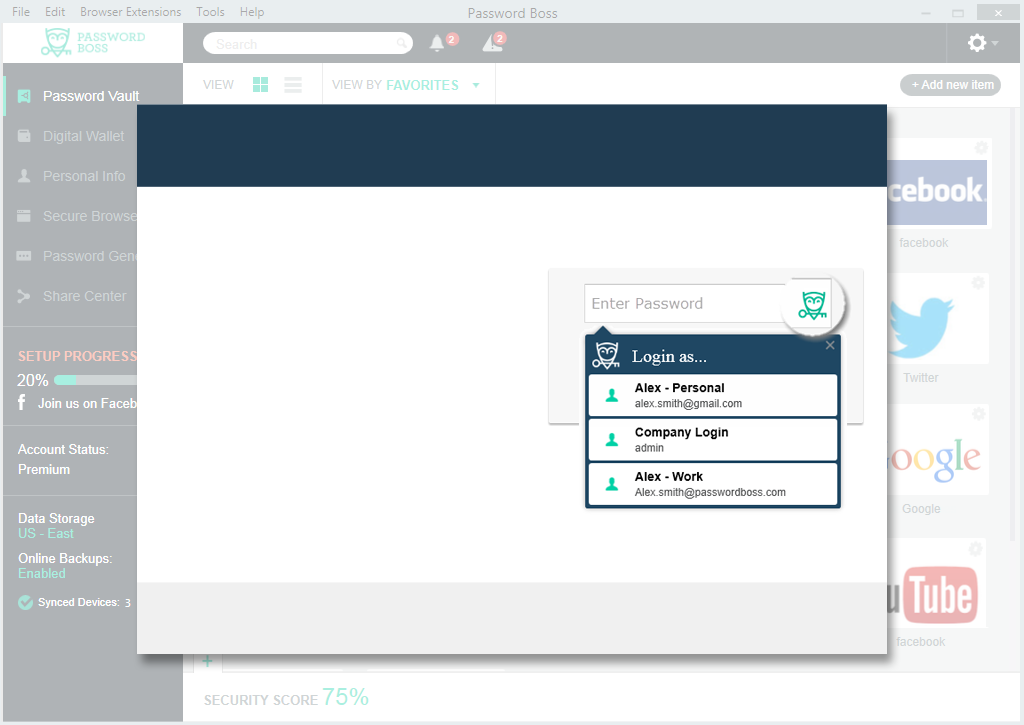 File Edit Browser Extensions Tools Help
Password Boss
PASSWORD
BOSS
Search
2
2
VIEW
VIEW BY FAVORITES
+ Add new item
Password Vault
Digital Wallet
Personal Info
Secure Browse
Password Gen
Share Center
SETUP PROGRESS
20%
Join us on Faceb
Account Status:
Premium
Data Storage
US - East
Online Backups:
Enabled
Synced Devices: 3
Enter Password
Login as...
Alex - Personal
alex.smith@gmail.com
Company Login
admin
Alex - Work
Alex.smith@passwordboss.com
cebook.
facebook
Twitter
oogle
Google
u Tube
facebook
+
SECURITY SCORE 75%